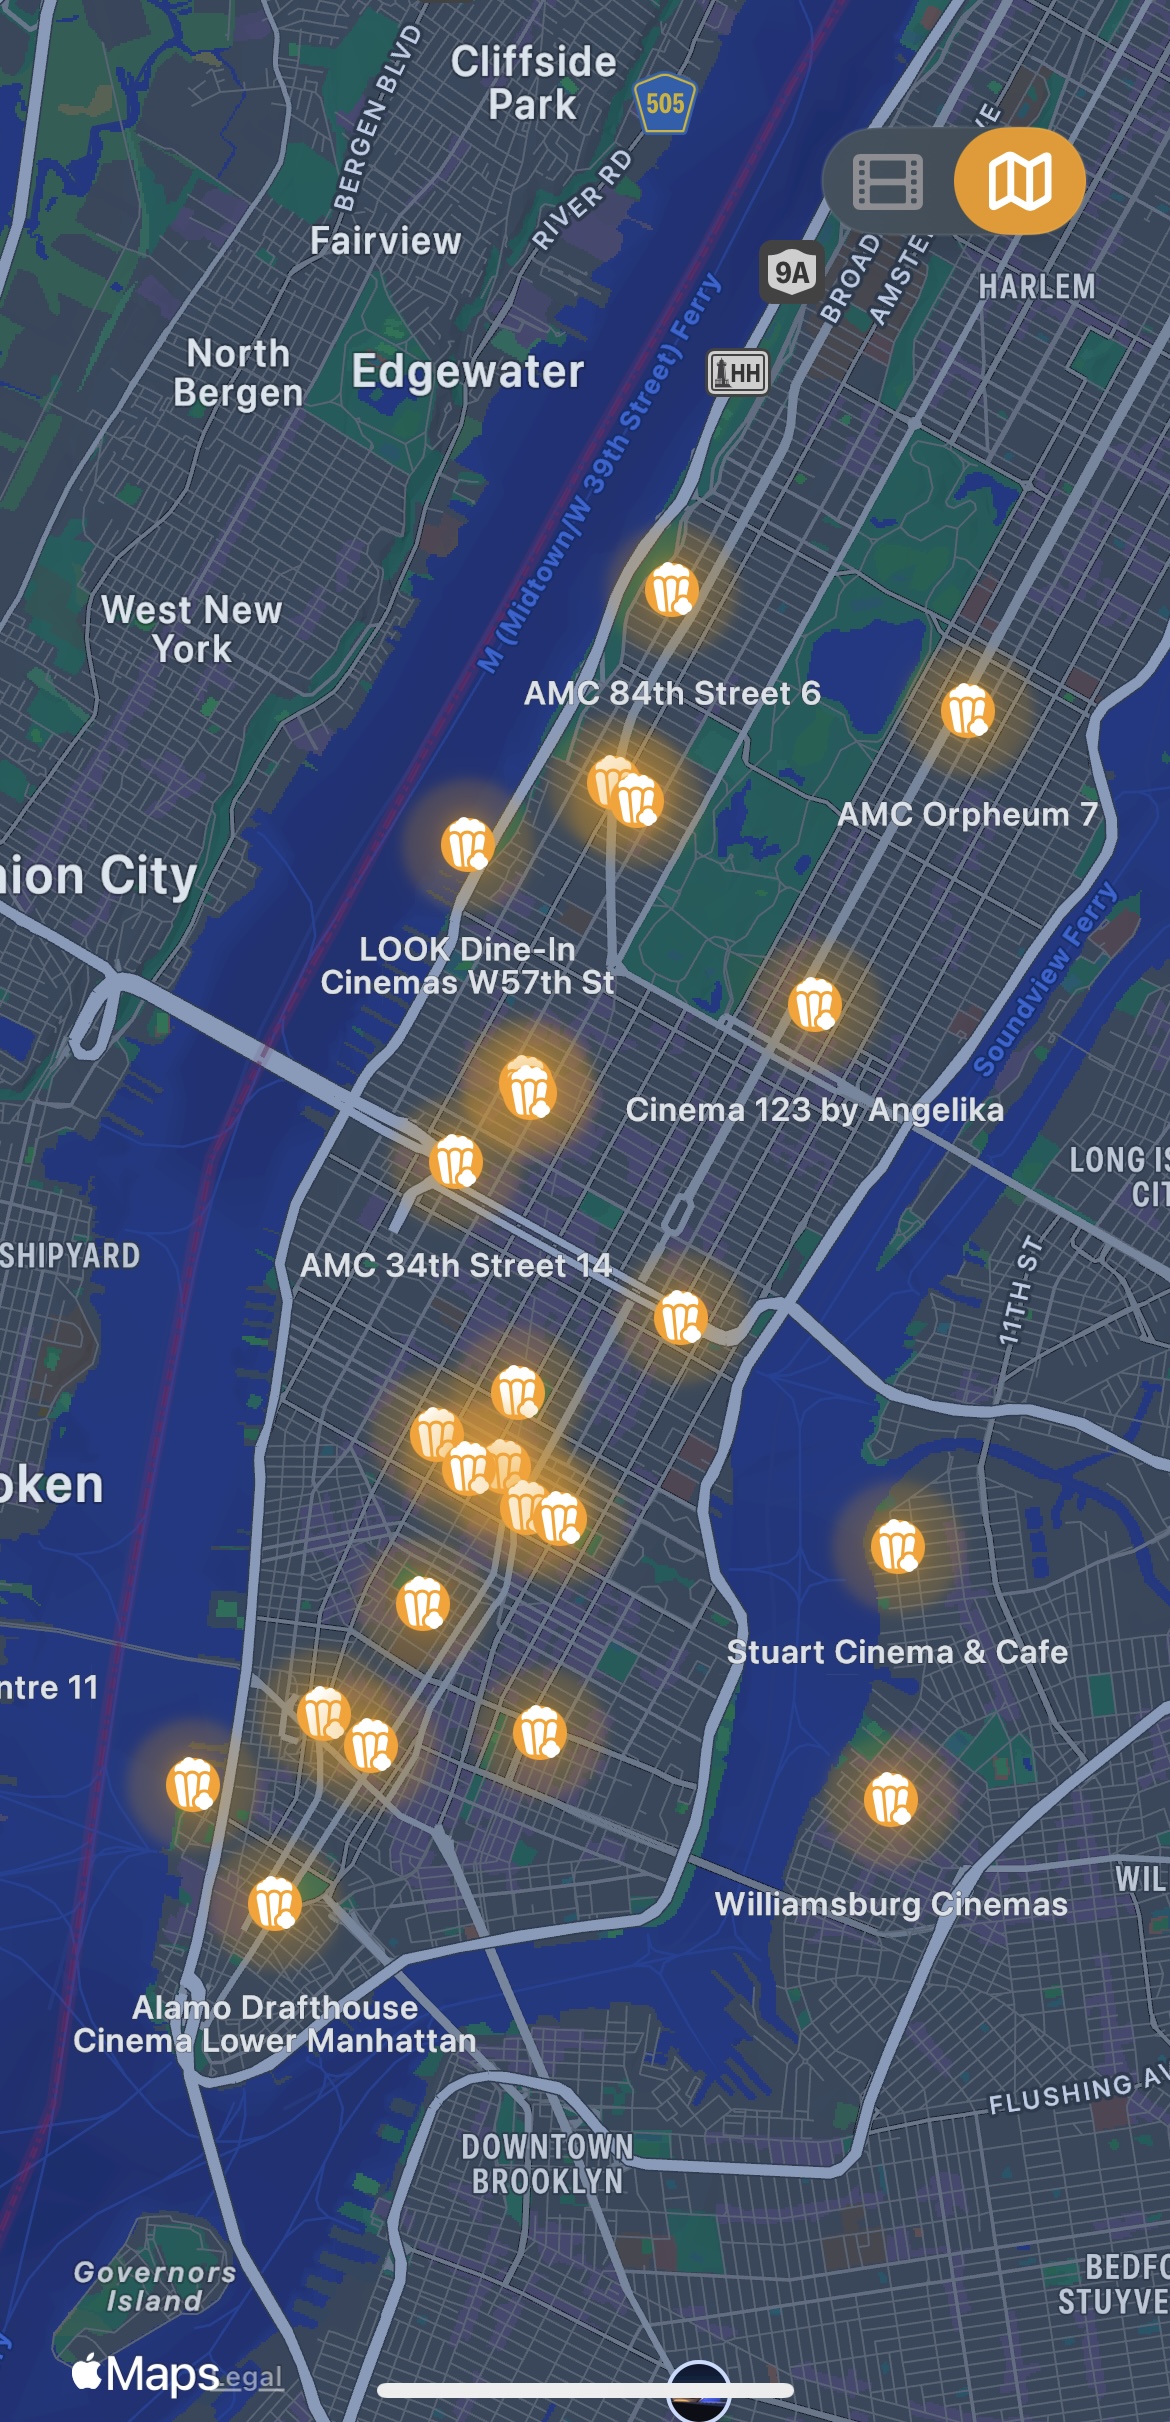 Cliffside
Park
505
BERGEN BLVD
RIVER RD
Fairview
9A
HARLEM
North
Bergen
Edgewater
HH
M (Midtown/W 39th Street) Ferry
West New
York
AMC 84th Street 6
AMC Orpheum 7
ion City
LOOK Dine-In
Cinemas W57th St
Soundview Ferry
Cinema 123 by Angelika
LONG IS
CIT
SHIPYARD
AMC 34th Street 14
11TH ST
oken
Stuart Cinema & Cafe
ntre 11
WIL
Williamsburg Cinemas
Alamo Drafthouse
Cinema Lower Manhattan
FLUSHING AV
DOWNTOWN
BROOKLYN
Governors
Island
BEDFO
STUYVE
Maps
egal